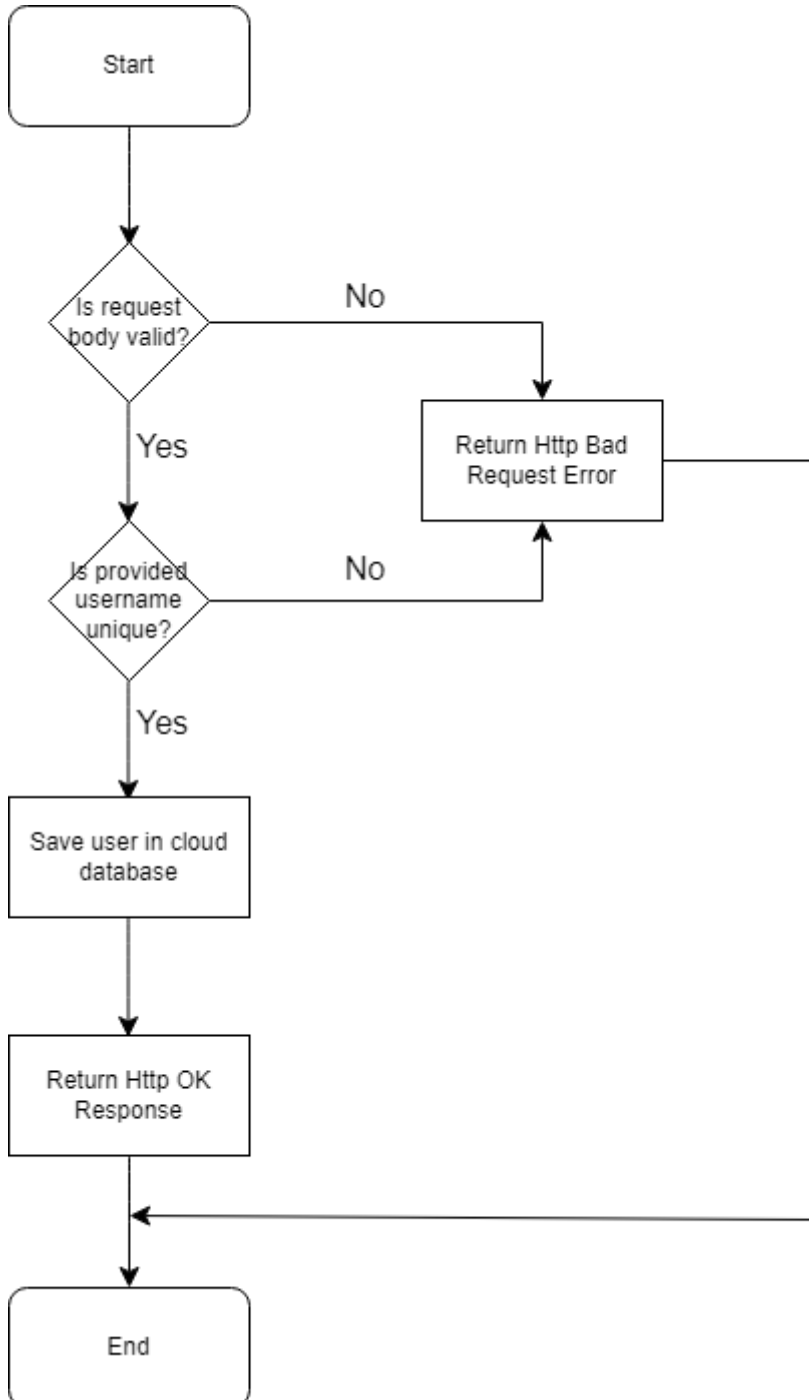 Start
Is request
body valid?
No
Yes
Return Http Bad
Request Error
Is provided
username
unique?
No
Yes
Save user in cloud
database
Return Http OK
Response
End